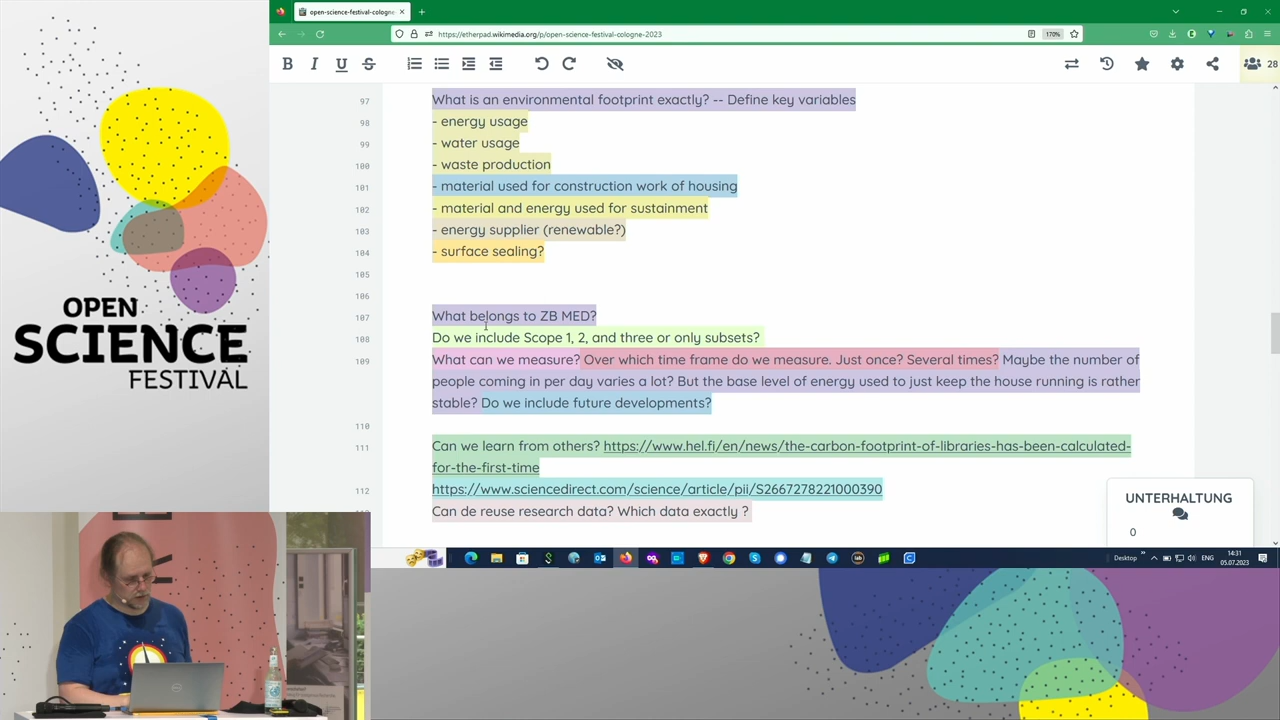 open-science-festival-cologne-
https://etherpad.wikimedia.org/p/open-science-festival-cologne-2023
170%
B I U S
28
97 What is an environmental footprint exactly? -- Define key variables
98 - energy usage
99 - water usage
100 - waste production
101 - material used for construction work of housing
102 - material and energy used for sustainment
103 - energy supplier (renewable?)
104 - surface sealing?
105
106
107 What belongs to ZB MED?
108 Do we include Scope 1, 2, and three or only subsets?
109 What can we measure? Over which time frame do we measure. Just once? Several times? Maybe the number of
people coming in per day varies a lot? But the base level of energy used to just keep the house running is rather
stable? Do we include future developments?
110
111 Can we learn from others? https://www.hel.fi/en/news/the-carbon-footprint-of-libraries-has-been-calculated-
for-the-first-time
112 https://www.sciencedirect.com/science/article/pii/S2667278221000390
Can de reuse research data? Which data exactly ?
UNTERHALTUNG
0
Desktop
ENG
14:31
05.07.2023
OPEN
SCIENCE
FESTIVAL
DELL